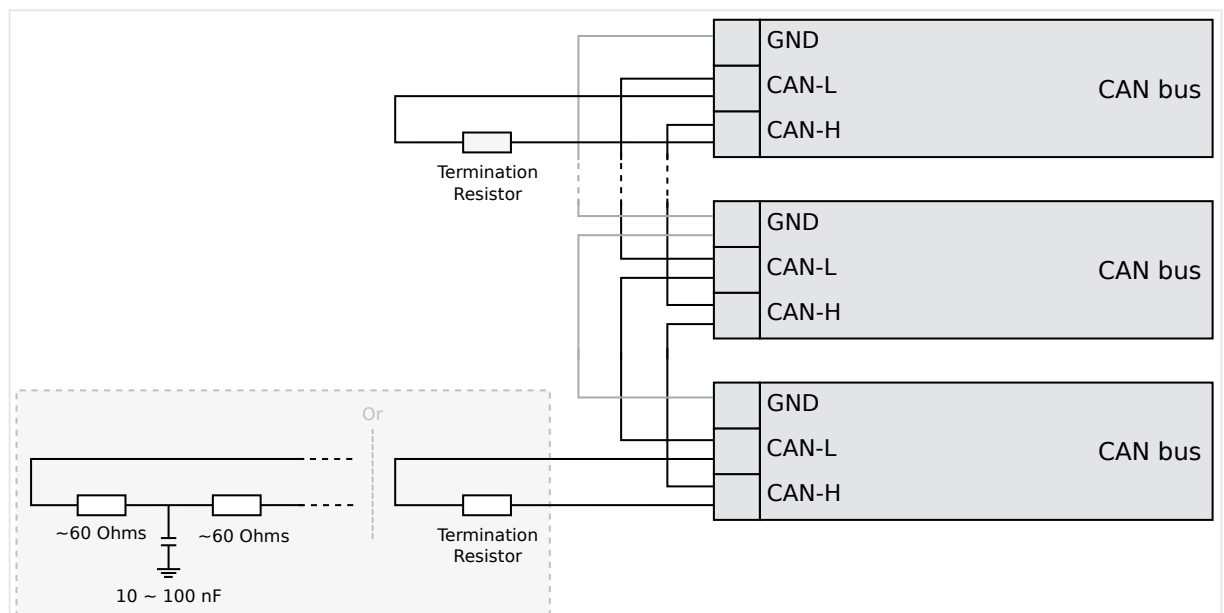 GND
CAN-L
CAN bus
CAN-H
Termination
Resistor
GND
CAN-L
CAN bus
CAN-H
GND
Or
CAN-L
CAN bus
CAN-H
~60 Ohms
~60 Ohms
Termination
Resistor
10 ~ 100 nF